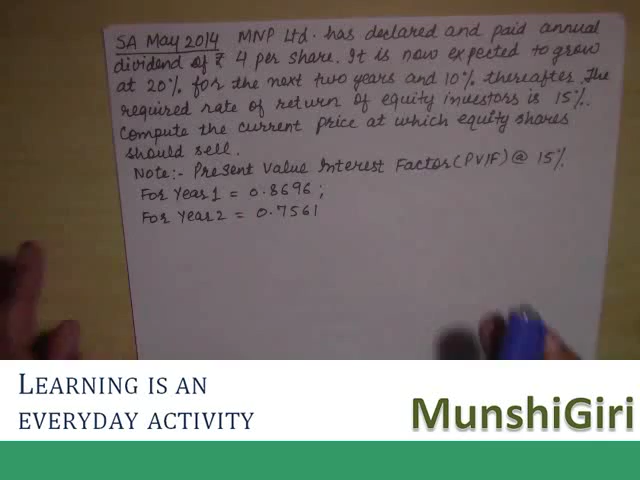 SA May 2014 MNP Ltd. has declared and paid annual
dividend of ₹ 4 per share. It is now expected to grow
at 20% for the next two years and 10% thereafter. The
required rate of return of equity investors is 15%.
Compute the current price at which equity shares
should sell.
Note:- Present Value Interest Factor (PVIF) @ 15%
For Year 1 = 0.8696 ;
For Year 2 = 0.7561
LEARNING IS AN
EVERYDAY ACTIVITY
MunshiGiri